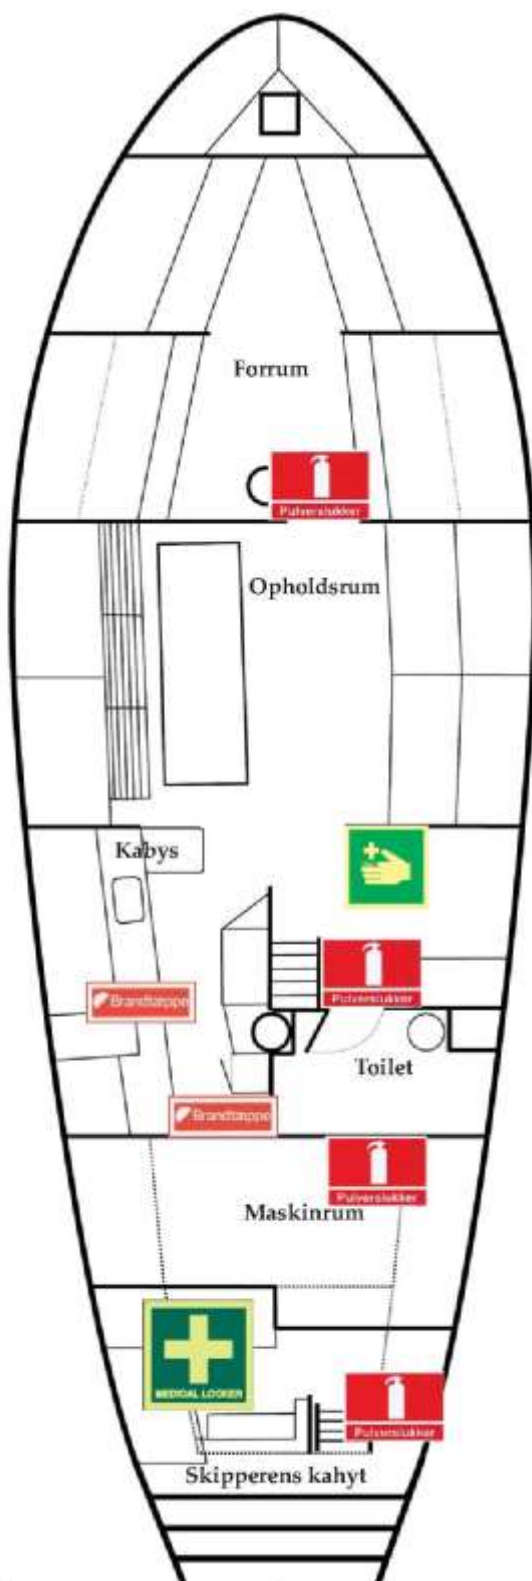 Forrum
Pulverslukker
Opholdsrum
Kabys
Pulverslukker
Brandtæppe
Toilet
Brandtæppe
Pulverslukker
Maskinrum
MEDICAL LOCKER
Pulverslukker
Skipperens kahyt